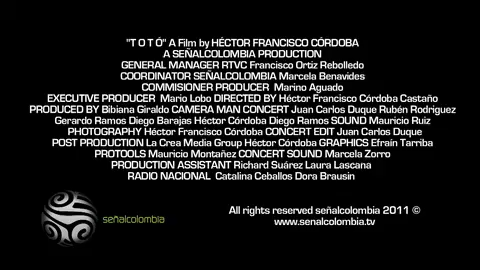 "T O T Ó" A Film by HÉCTOR FRANCISCO CÓRDOBA
A SEÑALCOLOMBIA PRODUCTION
GENERAL MANAGER RTVC Francisco Ortiz Rebolledo
COORDINATOR SEÑALCOLOMBIA Marcela Benavides
COMMISIONER PRODUCER Marino Aguado
EXECUTIVE PRODUCER Mario Lobo DIRECTED BY Héctor Francisco Córdoba Castaño
PRODUCED BY Bibiana Giraldo CAMERA MAN CONCERT Juan Carlos Duque Rubén Rodriguez
Gerardo Ramos Diego Barajas Héctor Córdoba Diego Ramos SOUND Mauricio Ruiz
PHOTOGRAPHY Héctor Francisco Córdoba CONCERT EDIT Juan Carlos Duque
POST PRODUCTION La Crea Media Group Héctor Córdoba GRAPHICS Efraín Tarriba
PROTOOLS Mauricio Montañez CONCERT SOUND Marcela Zorro
PRODUCTION ASSISTANT Richard Suárez Laura Lascana
RADIO NACIONAL Catalina Ceballos Dora Brausin
señalcolombia
All rights reserved señalcolombia 2011 ©
www.senalcolombia.tv